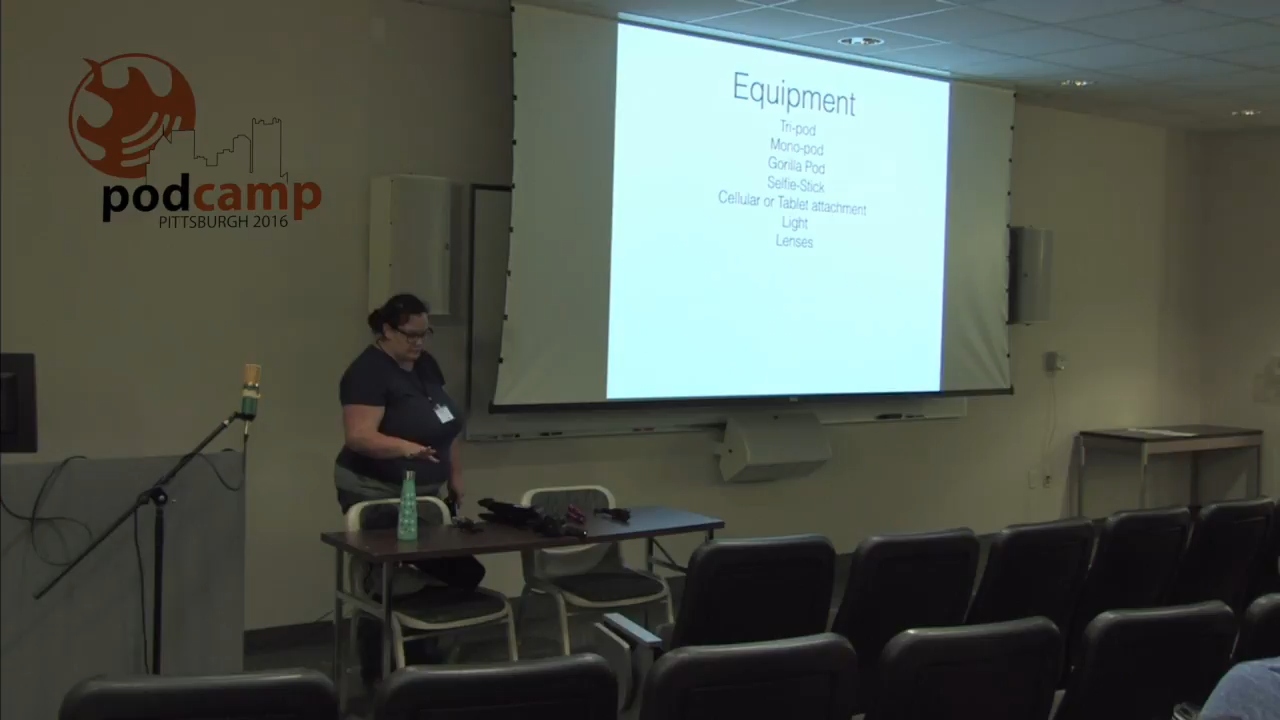 podcamp
PITTSBURGH 2016
Equipment
Tri-pod
Mono-pod
Gorilla Pod
Selfie-Stick
Cellular or Tablet attachment
Light
Lenses